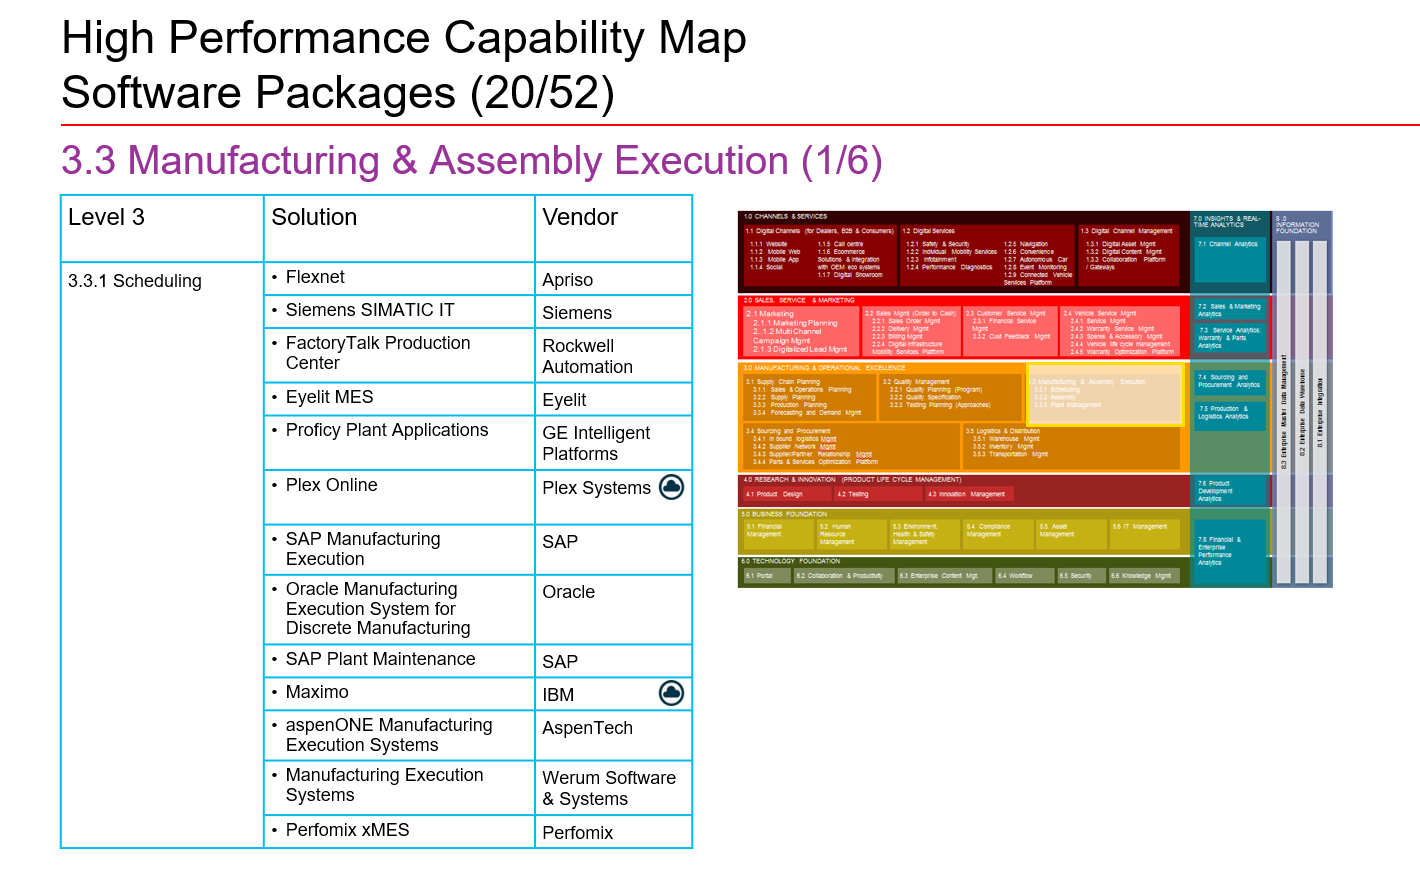 High Performance Capability Map
Software Packages (20/52)
3.3 Manufacturing & Assembly Execution (1/6)
Level 3
Solution
Vendor
3.3.1 Scheduling
• Flexnet
Apriso
• Siemens SIMATIC IT
Siemens
• FactoryTalk Production
Center
Rockwell
Automation
• Eyelit MES
Eyelit
• Proficy Plant Applications
GE Intelligent
Platforms
• Plex Online
Plex Systems
• SAP Manufacturing
Execution
SAP
• Oracle Manufacturing
Execution System for
Discrete Manufacturing
Oracle
• SAP Plant Maintenance
SAP
• Maximo
IBM
• aspenONE Manufacturing
Execution Systems
AspenTech
• Manufacturing Execution
Systems
Werum Software
& Systems
• Perfomix xMES
Perfomix
1.0 CHANNELS & SERVICES
1.1 Digital Channels (for Dealers, B2B & Consumers)
1.1.1 Website
1.1.2 Mobile Web
1.1.3 Mobile App
1.1.4 Social
1.1.5 Call centre
1.1.6 Ecommerce
Solutions & Integration
with OEM eco systems
1.1.7 Digital Showroom
1.2 Digital Services
1.2.1 Safety & Security
1.2.2 Individual Mobility Services
1.2.3 Infotainment
1.2.4 Performance Diagnostics
1.2.5 Navigation
1.2.6 Convenience
1.2.7 Autonomous Car
1.2.8 Event Monitoring
1.2.9 Connected Vehicle
Services Platform
1.3 Digital Channel Management
1.3.1 Digital Asset Mgmt
1.3.2 Digital Content Mgmt
1.3.3 Collaboration Platform
/ Gateways
2.0 SALES, SERVICE & MARKETING
2.1 Marketing
2.1.1 Marketing Planning
2..1.2 Multi Channel
Campaign Mgmt
2.1.3 Digitalized Lead Mgmt
2.2 Sales Mgmt (Order to Cash)
2.2.1 Sales Order Mgmt
2.2.2 Delivery Mgmt
2.2.3 Billing Mgmt
2.2.4 Digital Infrastructure
Mobility Services Platform
2.3 Customer Service Mgmt
2.3.1 Financial Service
Mgmt
2.3.2 Cust Feedback Mgmt
2.4 Vehicle Service Mgmt
2.4.1 Service Mgmt
2.4.2 Warranty Service Mgmt
2.4.3 Spares & Accessory Mgmt
2.4.4 Vehicle life cycle management
2.4.5 Warranty Optimization Platform
3.0 MANUFACTURING & OPERATIONAL EXCELLENCE
3.1 Supply Chain Planning
3.1.1 Sales & Operations Planning
3.2.2 Supply Planning
3.3.3 Production Planning
3.3.4 Forecasting and Demand Mgmt
3.2 Quality Management
3.2.1 Quality Planning (Program)
3.2.2 Quality Specification
3.2.3 Testing Planning (Approaches)
Manufacturing & Assembly Execution
Scheduling
Plant Management
3.4 Sourcing and Procurement
3.4.1 In bound logistics Mgmt
3.4.2 Supplier Network Mgmt
3.4.3 Supplier/Partner Relationship Mgmt
3.4.4 Parts & Services Optimization Platform
3.5 Logistics & Distribution
3.5.1 Warehouse Mgmt
3.5.2 Inventory Mgmt
3.5.3 Transportation Mgmt
4.0 RESEARCH & INNOVATION (PRODUCT LIFE CYCLE MANAGEMENT)
4.1 Product Design
4.2 Testing
4.3 Innovation Management
5.0 BUSINESS FOUNDATION
5.1 Financial
Management
5.2 Human
Resource
Management
5.3 Environment,
Health & Safety
Management
5.4 Compliance
Management
5.5 Asset
Management
5.6 IT Management
6.0 TECHNOLOGY FOUNDATION
6.1 Portal
6.2 Collaboration & Productivity
6.3 Enterprise Content Mgt.
6.4 Workflow
6.5 Security
6.6 Knowledge Mgmt
7.0 INSIGHTS & REAL-
TIME ANALYTICS
7.1 Channel Analytics
7.2 Sales & Marketing
Analytics
7.3 Service Analytics:
Warranty & Parts
Analytics
7.4 Sourcing and
Procurement Analytics
7.5 Production &
Logistics Analytics
7.6 Product
Development
Analytics
7.8 Financial &
Enterprise
Performance
Analytics
8 .0
INFORMATION
FOUNDATION
8.3 Enterprise Master Data Management
8.2 Enterprise Data Warehouse
8.1 Enterprise Integration